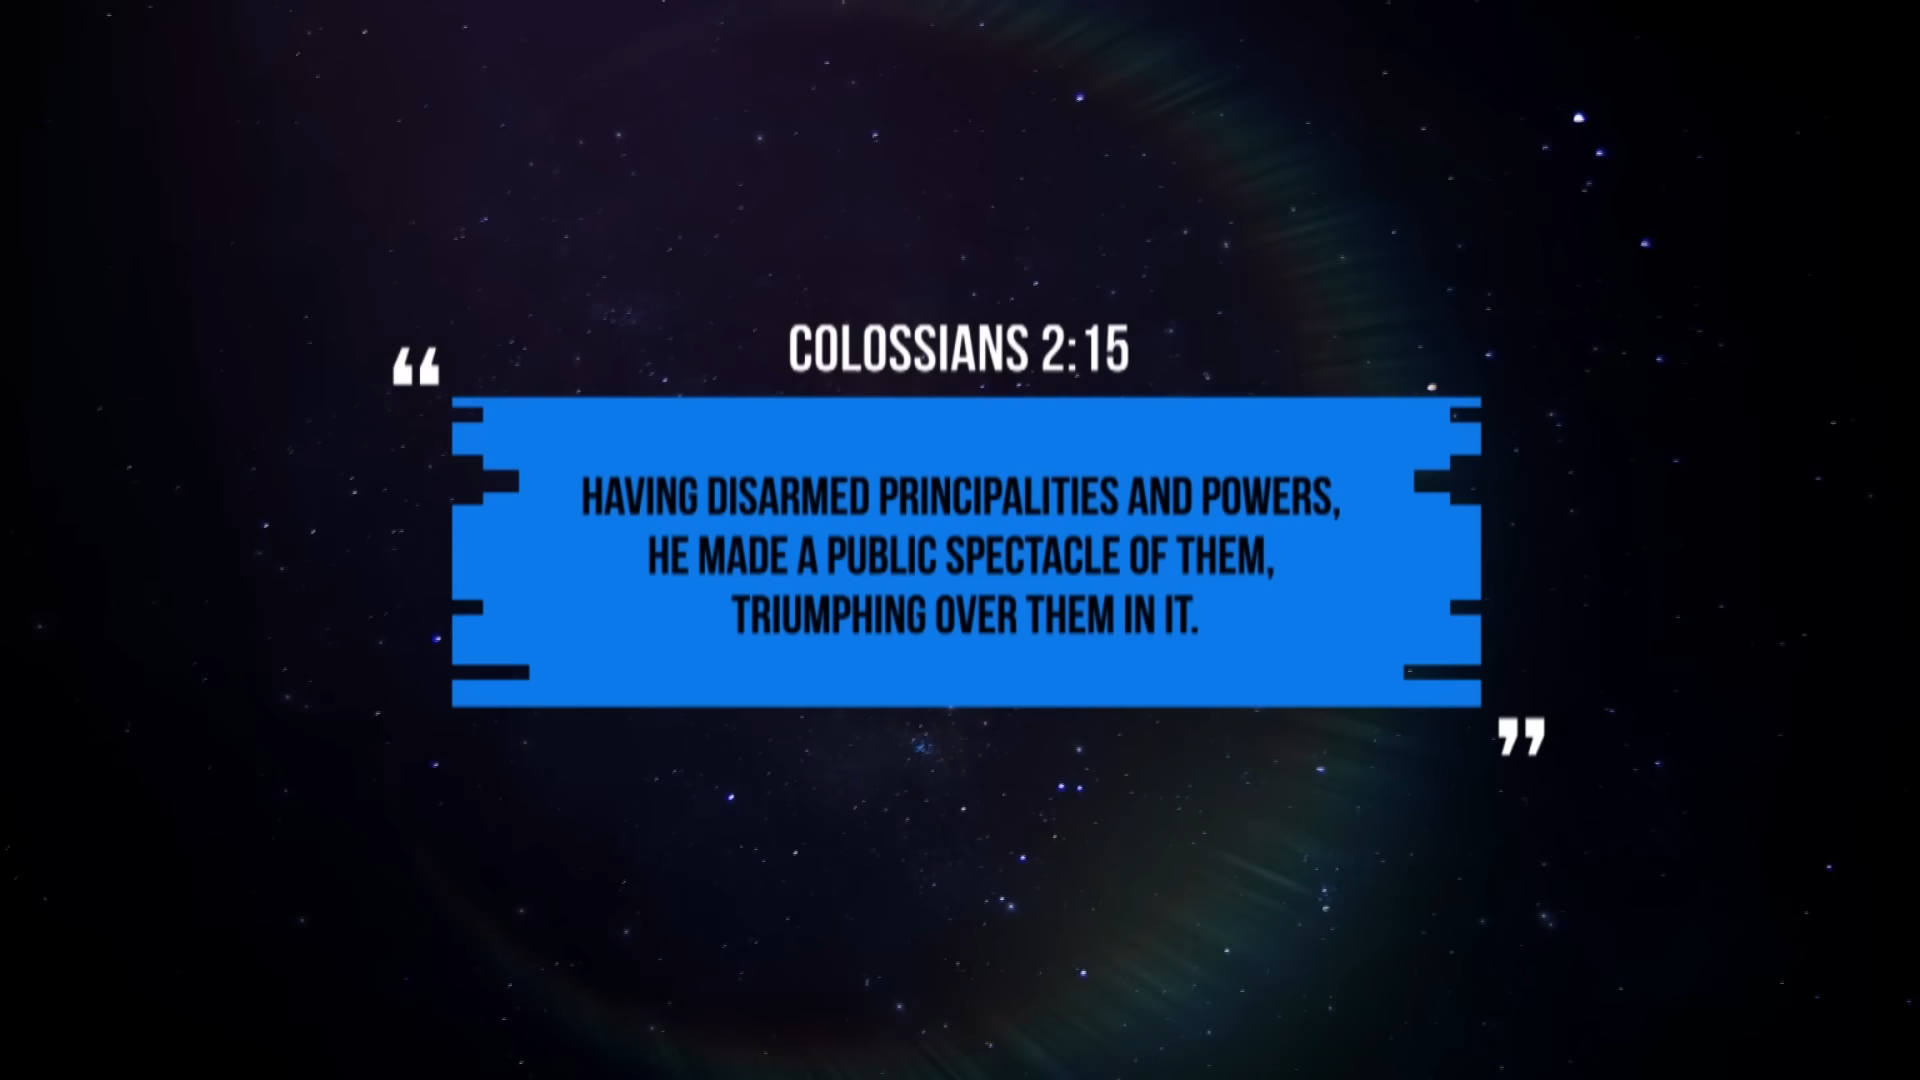 COLOSSIANS 2:15
“
HAVING DISARMED PRINCIPALITIES AND POWERS,
HE MADE A PUBLIC SPECTACLE OF THEM,
TRIUMPHING OVER THEM IN IT.
”